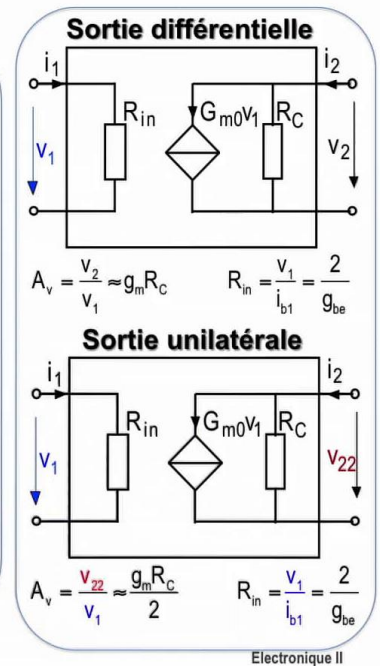 Sortie différentielle
i1 i2
Rin Gm0v1 RC
v1 v2
Av = v2/v1 ≈ gmRC Rin = v1/ib1 = 2/gbe
Sortie unilatérale
i1 i2
Rin Gm0v1 RC
v1 v22
Av = v22/v1 ≈ gmRC/2 Rin = v1/ib1 = 2/gbe
Electronique II